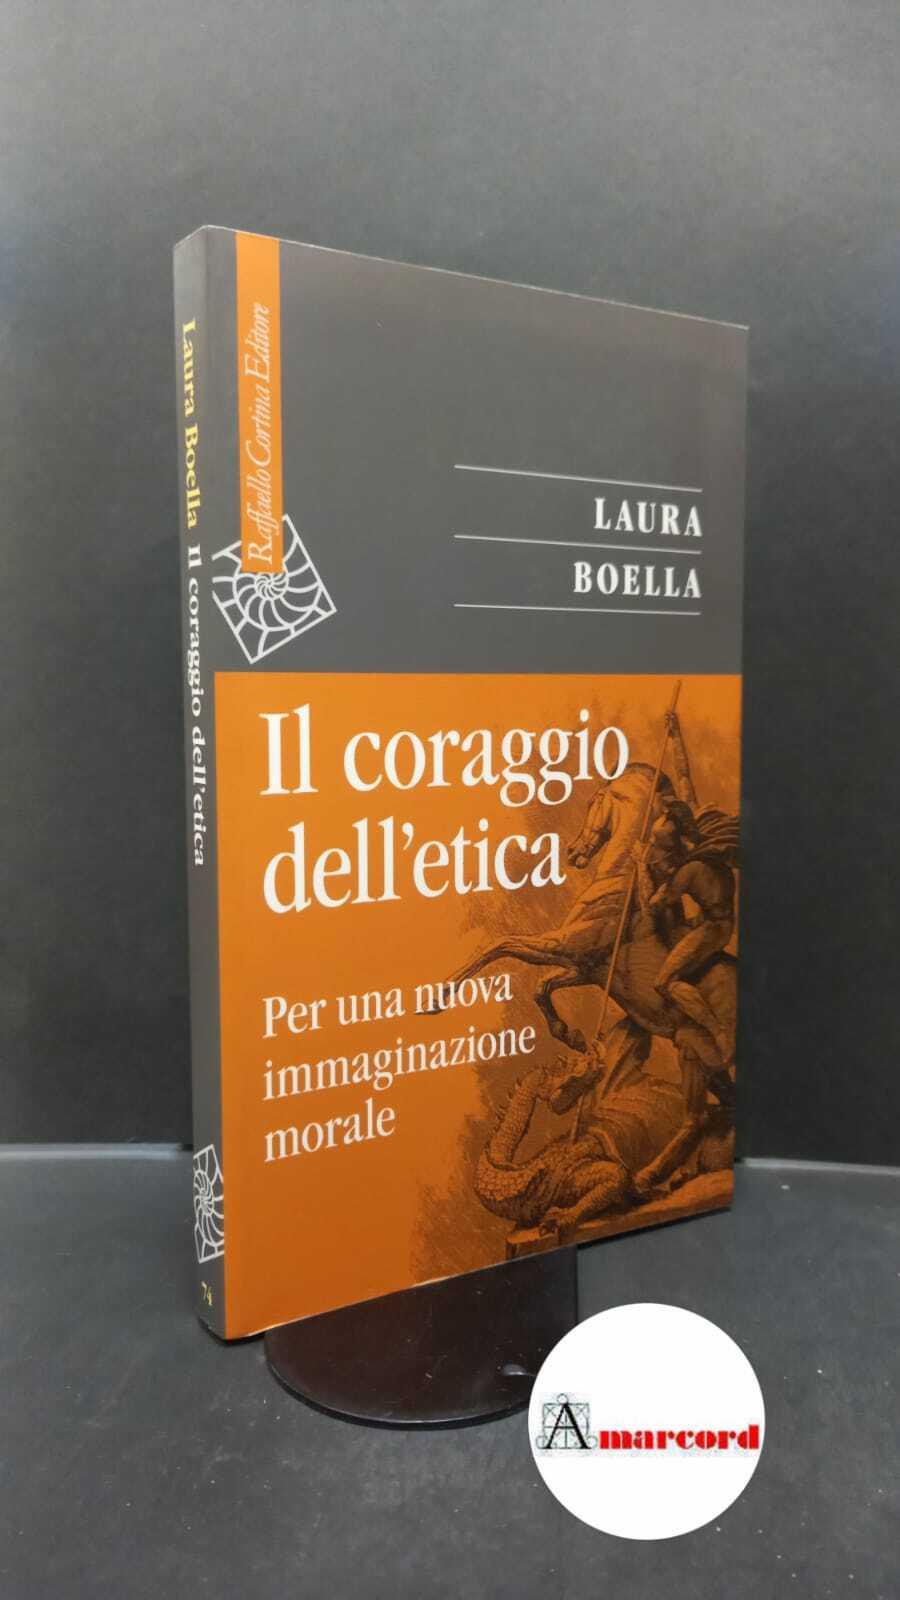 Raffaello Cortina Editore
LAURA
BOELLA
Il coraggio
dell'etica
Per una nuova
immaginazione
morale
Laura Boella Il coraggio dell'etica
74
Amarcord